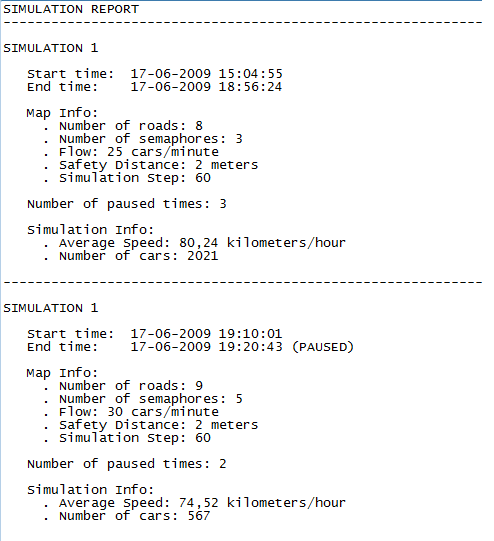 SIMULATION REPORT
------------------------------------------------------------
SIMULATION 1
Start time: 17-06-2009 15:04:55
End time: 17-06-2009 18:56:24
Map Info:
. Number of roads: 8
. Number of semaphores: 3
. Flow: 25 cars/minute
. Safety Distance: 2 meters
. Simulation Step: 60
Number of paused times: 3
Simulation Info:
. Average Speed: 80,24 kilometers/hour
. Number of cars: 2021
------------------------------------------------------------
SIMULATION 1
Start time: 17-06-2009 19:10:01
End time: 17-06-2009 19:20:43 (PAUSED)
Map Info:
. Number of roads: 9
. Number of semaphores: 5
. Flow: 30 cars/minute
. Safety Distance: 2 meters
. Simulation Step: 60
Number of paused times: 2
Simulation Info:
. Average Speed: 74,52 kilometers/hour
. Number of cars: 567